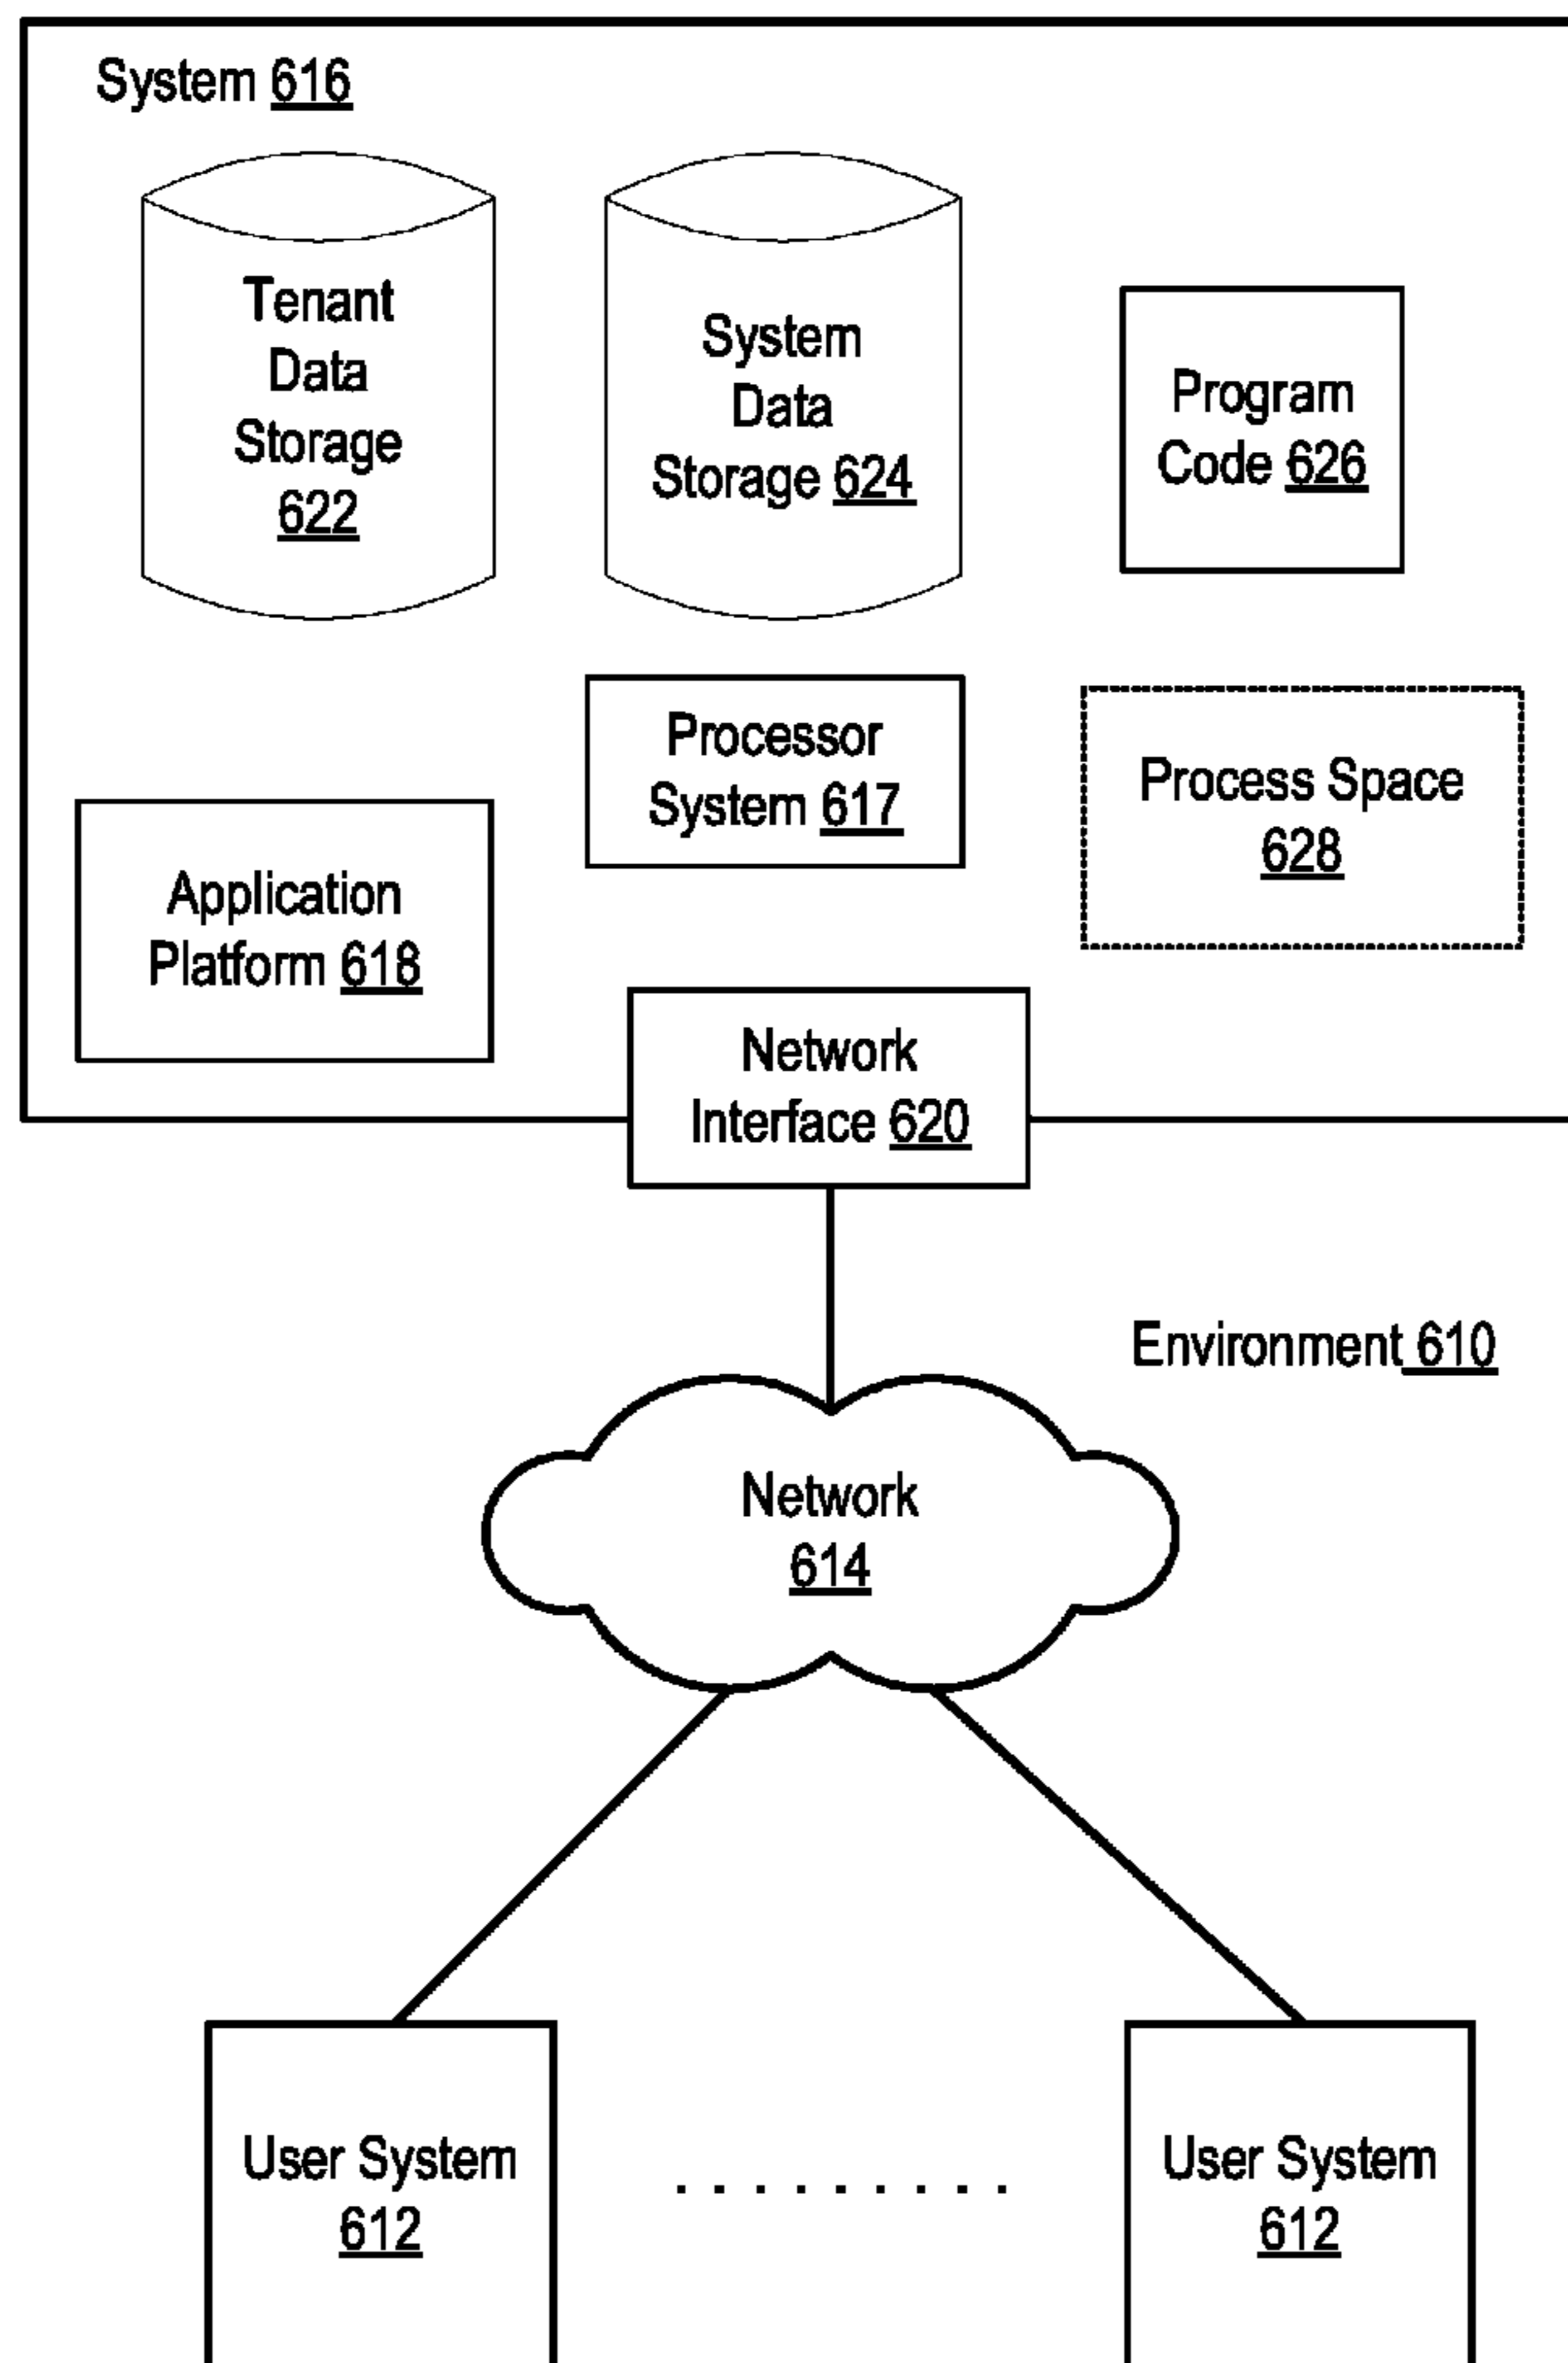 System 616
Tenant
Data
Storage
622
System
Data
Storage 624
Program
Code 626
Processor
System 617
Process Space
628
Application
Platform 618
Network
Interface 620
Environment 610
Network
614
User System
612
.........
User System
612